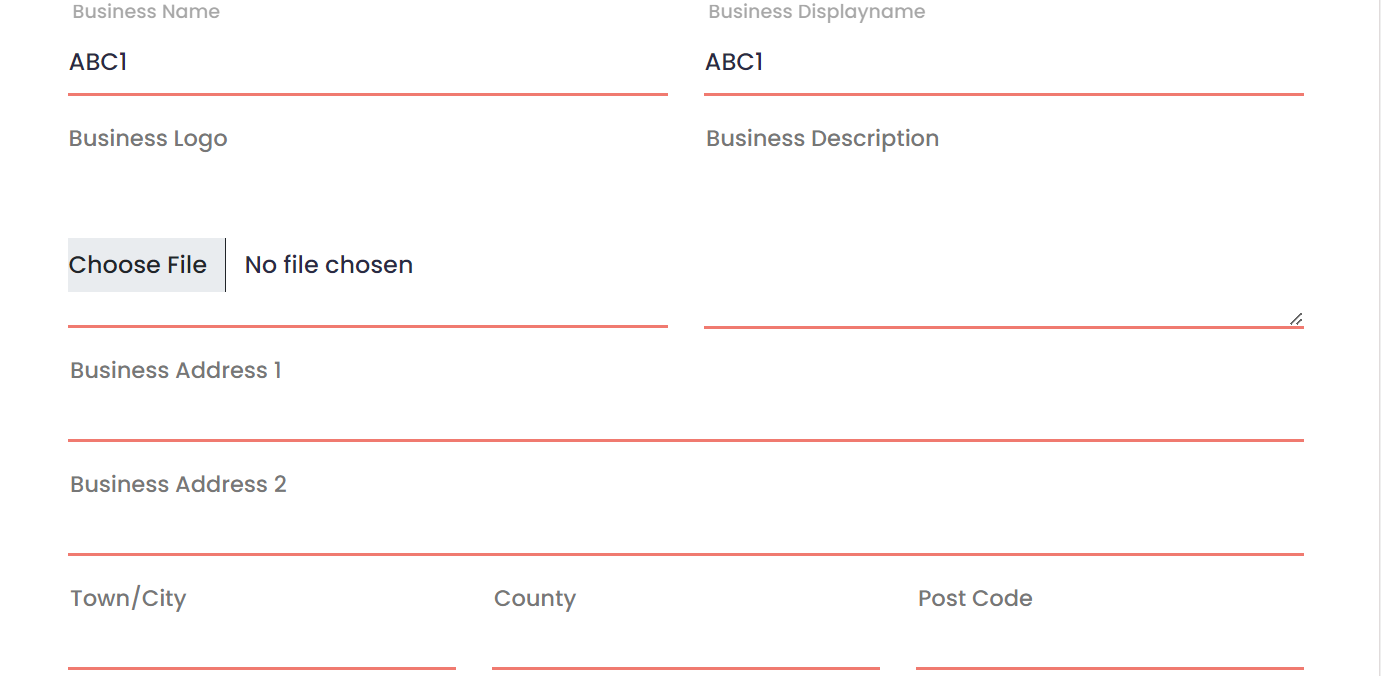 Business Name Business Displayname
ABC1 ABC1
Business Logo Business Description
Choose File No file chosen
Business Address 1
Business Address 2
Town/City County Post Code